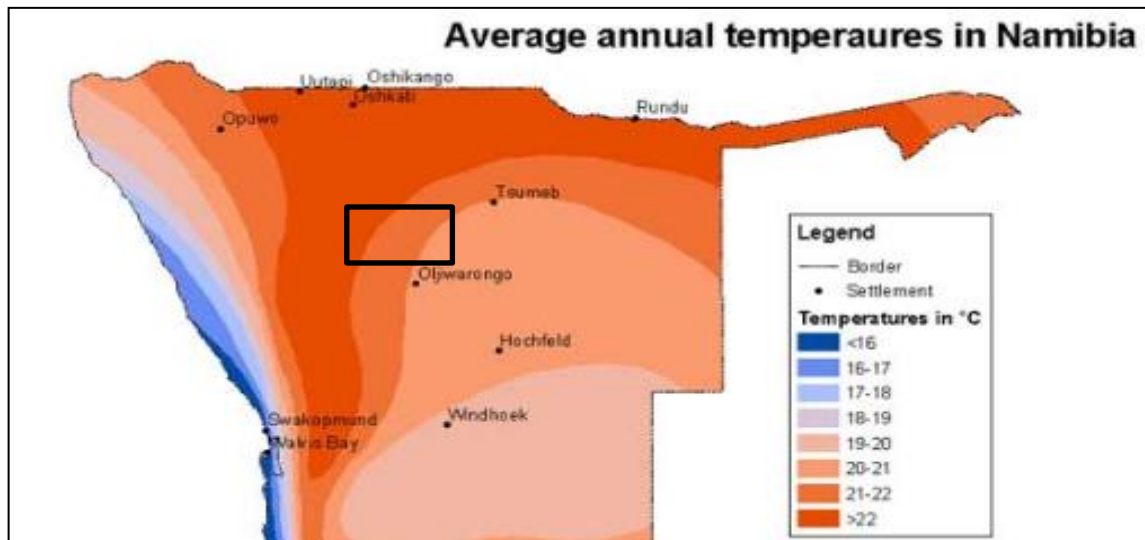 Average annual temperaures in Namibia
Uutapi
Oshikango
Oshkati
Opuwo
Rundu
Tsumeb
Otjiwarongo
Hochfeld
Windhoek
Swakopmund
Walvis Bay
Legend
Border
Settlement
Temperatures in °C
<16
16-17
17-18
18-19
19-20
20-21
21-22
>22